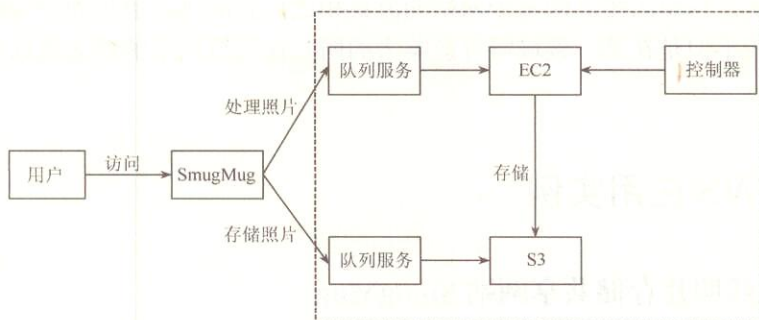 队列服务
EC2
控制器
处理照片
用户
访问
SmugMug
存储
存储照片
队列服务
S3